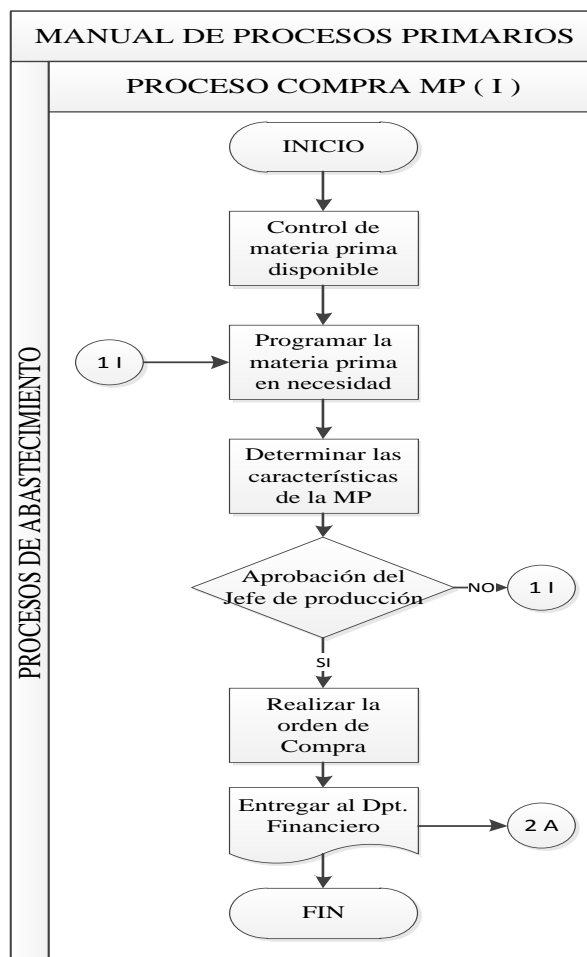 MANUAL DE PROCESOS PRIMARIOS
PROCESO COMPRA MP ( I )
PROCESOS DE ABASTECIMIENTO
INICIO
Control de
materia prima
disponible
1 I
Programar la
materia prima
en necesidad
Determinar las
característícas
de la MP
Aprobación del
Jefe de producción
NO
1 I
SI
Realizar la
orden de
Compra
Entregar al Dpt.
Financiero
2 A
FIN